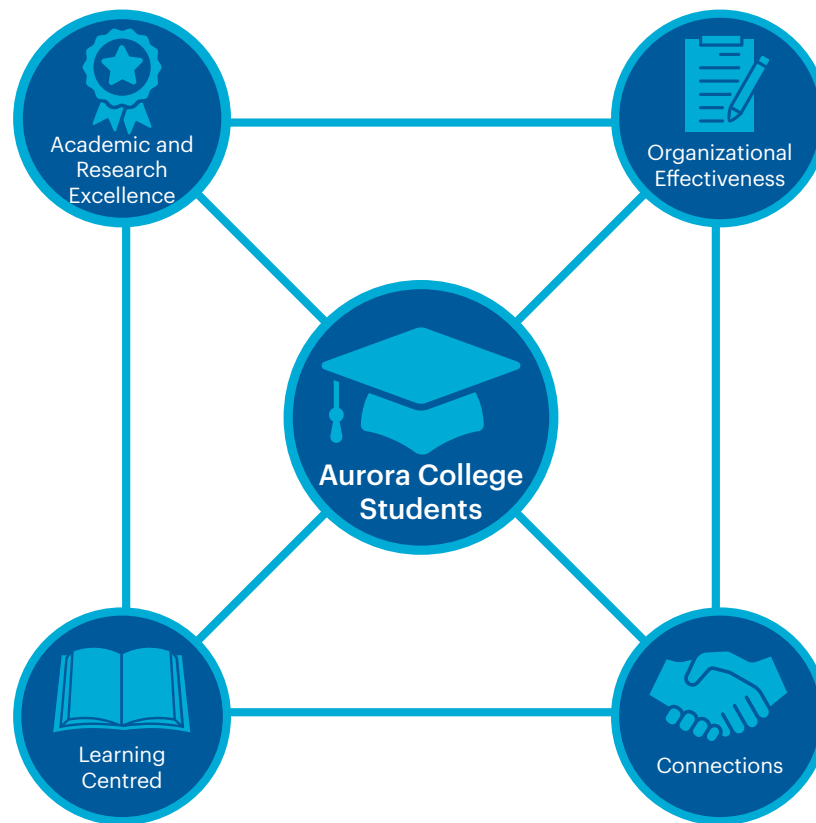 Academic and
Research
Excellence
Organizational
Effectiveness
Aurora College
Students
Learning
Centred
Connections